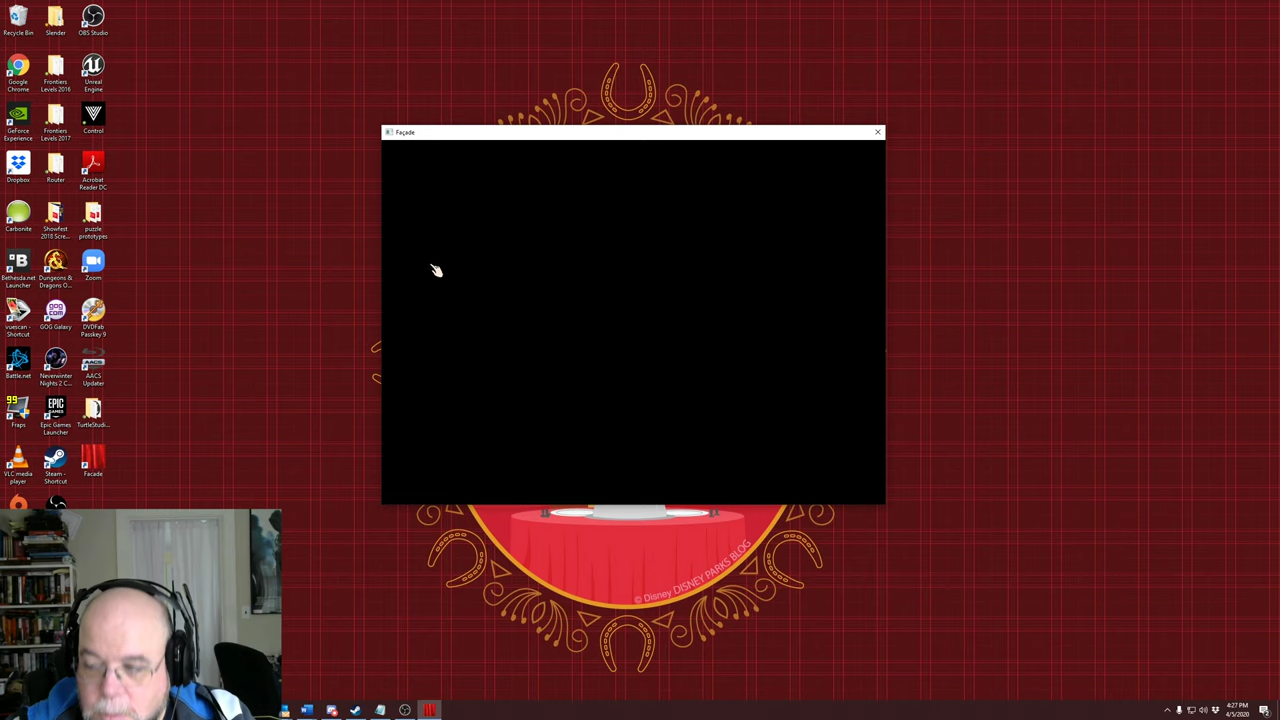 Façade
Recycle Bin
Slender
OBS Studio
Google
Chrome
Frontiers
Levels 2016
Unreal
Engine
GeForce
Experience
Frontiers
Levels 2017
Control
Dropbox
Router
Acrobat
Reader DC
Carbonite
Showfest
2018 Scre...
puzzle
prototypes
Bethesda.net
Launcher
Dungeons &
Dragons O...
Zoom
vuescan -
Shortcut
GOG Galaxy
DVDFab
Passkey 9
Battle.net
Neverwinter
Nights 2 C...
AACS
Updater
99
Fraps
Epic Games
Launcher
TurtleStudi...
VLC media
player
Steam -
Shortcut
Facade
© Disney DISNEY PARKS BLOG
4:27 PM
4/5/2020